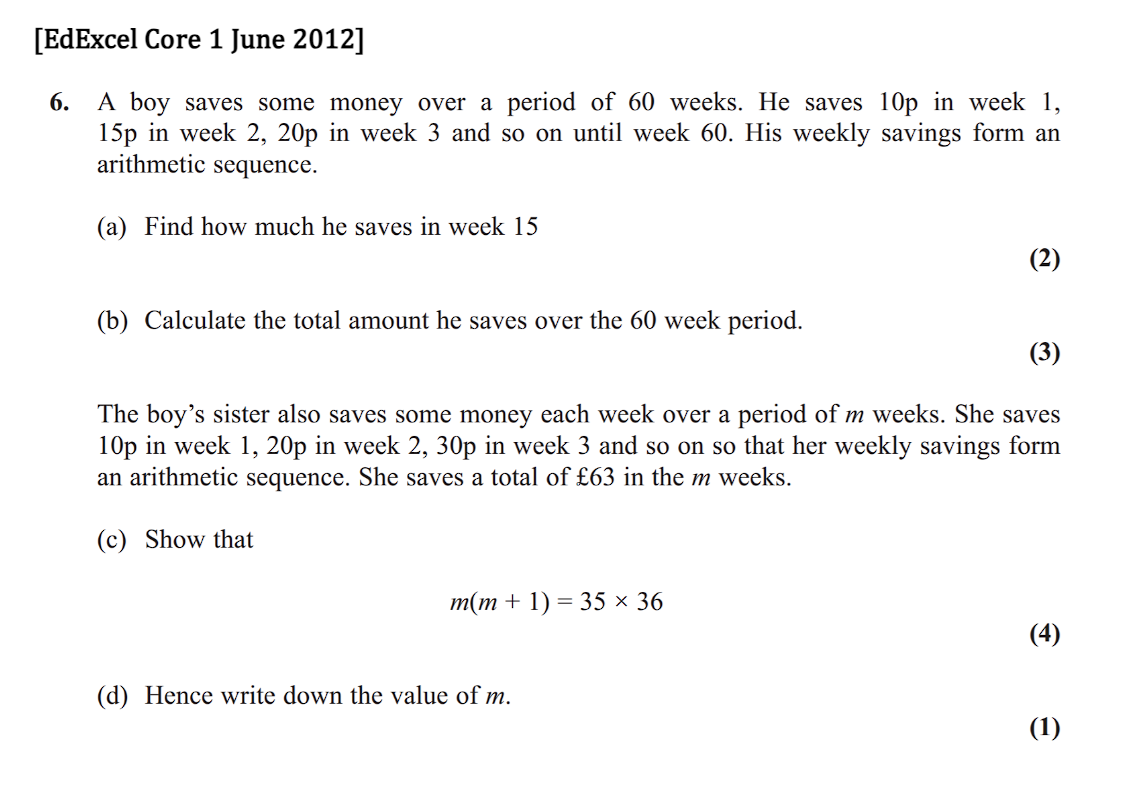 [EdExcel Core 1 June 2012]
6. A boy saves some money over a period of 60 weeks. He saves 10p in week 1,
15p in week 2, 20p in week 3 and so on until week 60. His weekly savings form an
arithmetic sequence.
(a) Find how much he saves in week 15
(2)
(b) Calculate the total amount he saves over the 60 week period.
(3)
The boy’s sister also saves some money each week over a period of m weeks. She saves
10p in week 1, 20p in week 2, 30p in week 3 and so on so that her weekly savings form
an arithmetic sequence. She saves a total of £63 in the m weeks.
(c) Show that
m(m + 1) = 35 × 36
(4)
(d) Hence write down the value of m.
(1)